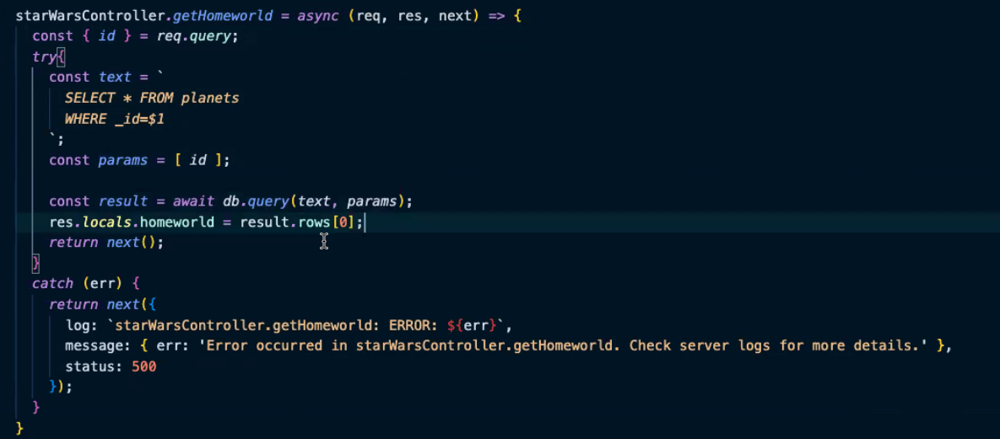 starWarsController.getHomeworld = async (req, res, next) => {
  const { id } = req.query;
  try{
    const text = `
      SELECT * FROM planets
      WHERE _id=$1
    `;
    const params = [ id ];

    const result = await db.query(text, params);
    res.locals.homeworld = result.rows[0];
    return next();
  }
  catch (err) {
    return next({
      log: `starWarsController.getHomeworld: ERROR: ${err}`,
      message: { err: 'Error occurred in starWarsController.getHomeworld. Check server logs for more details.' },
      status: 500
    });
  }
}